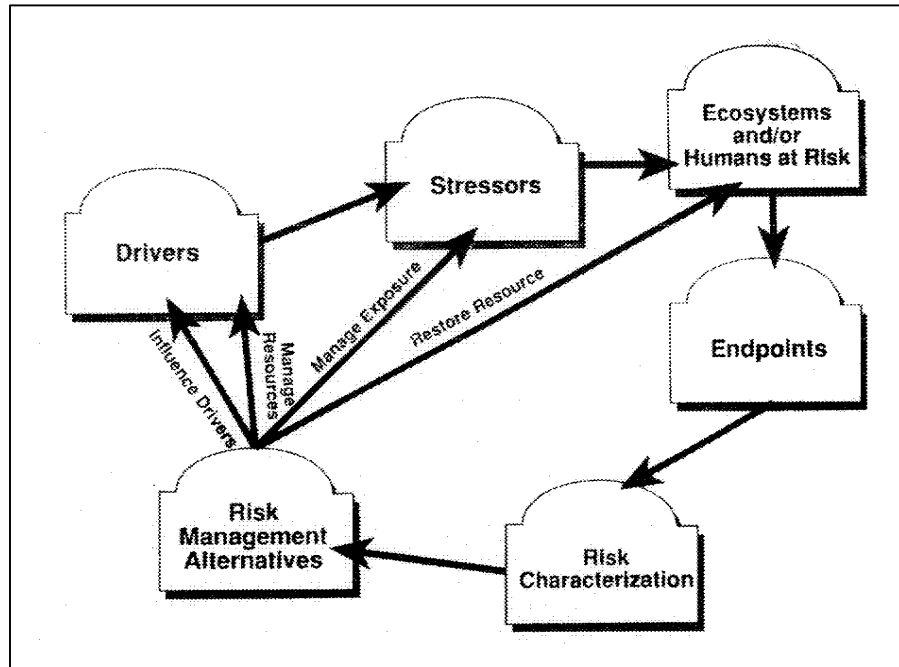 Ecosystems
and/or
Humans at Risk
Stressors
Drivers
Endpoints
Influence Drivers
Manage
Resources
Manage Exposure
Restore Resource
Risk
Management
Alternatives
Risk
Characterization